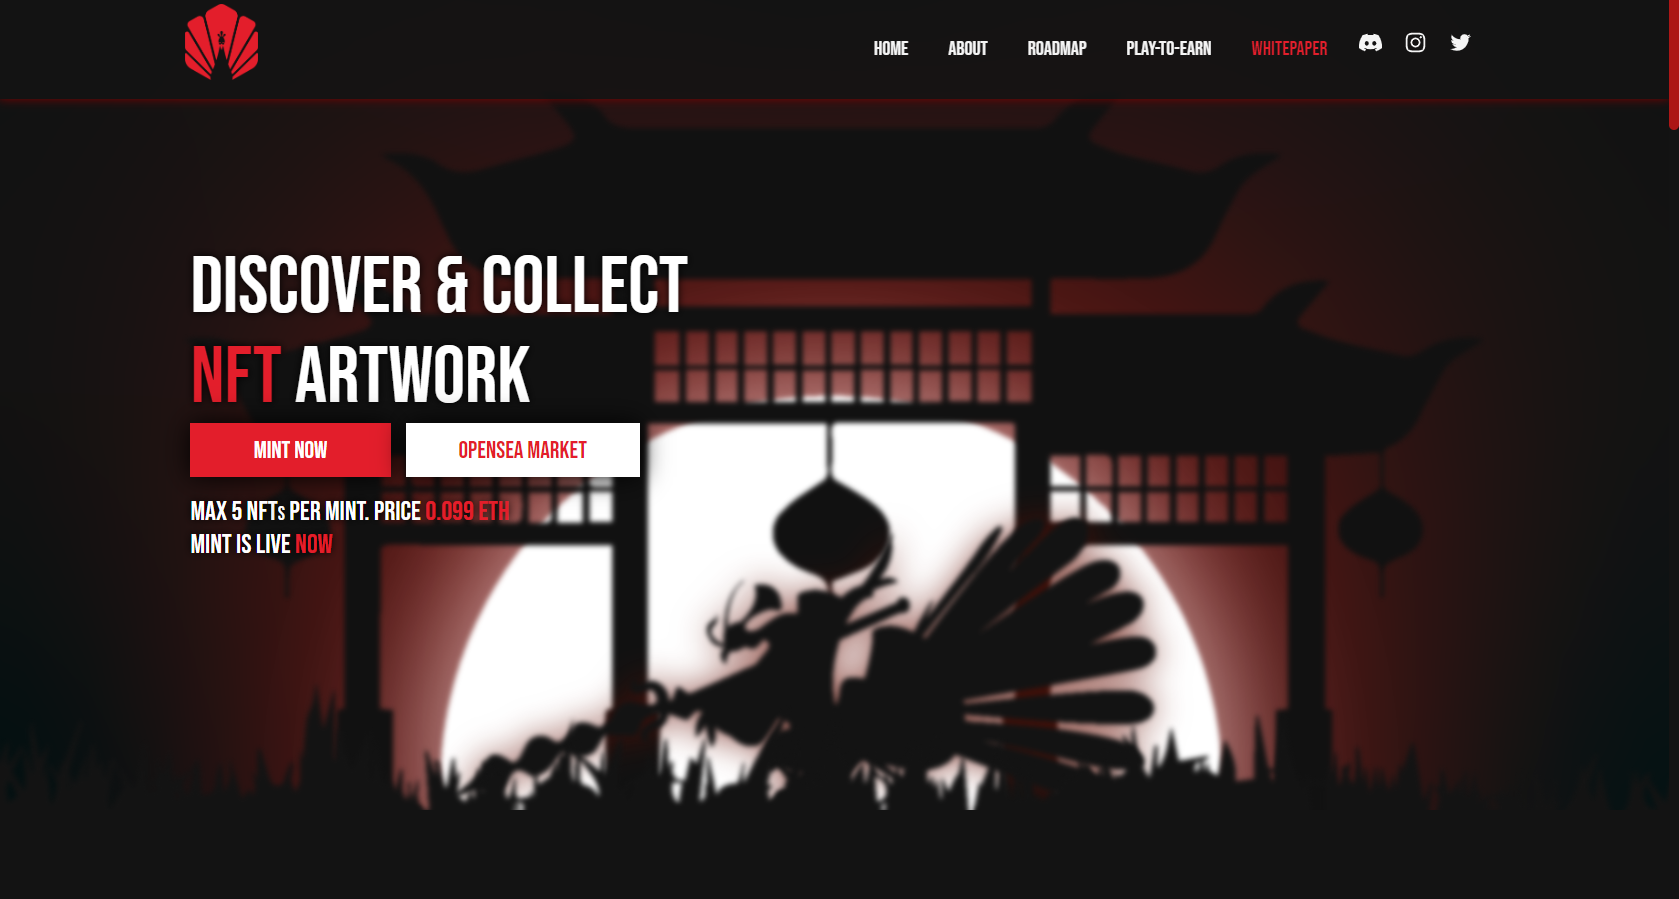 HOME ABOUT ROADMAP PLAY-TO-EARN WHITEPAPER
DISCOVER & COLLECT
NFT ARTWORK
MINT NOW OPENSEA MARKET
MAX 5 NFTs PER MINT. PRICE 0.099 ETH
MINT IS LIVE NOW